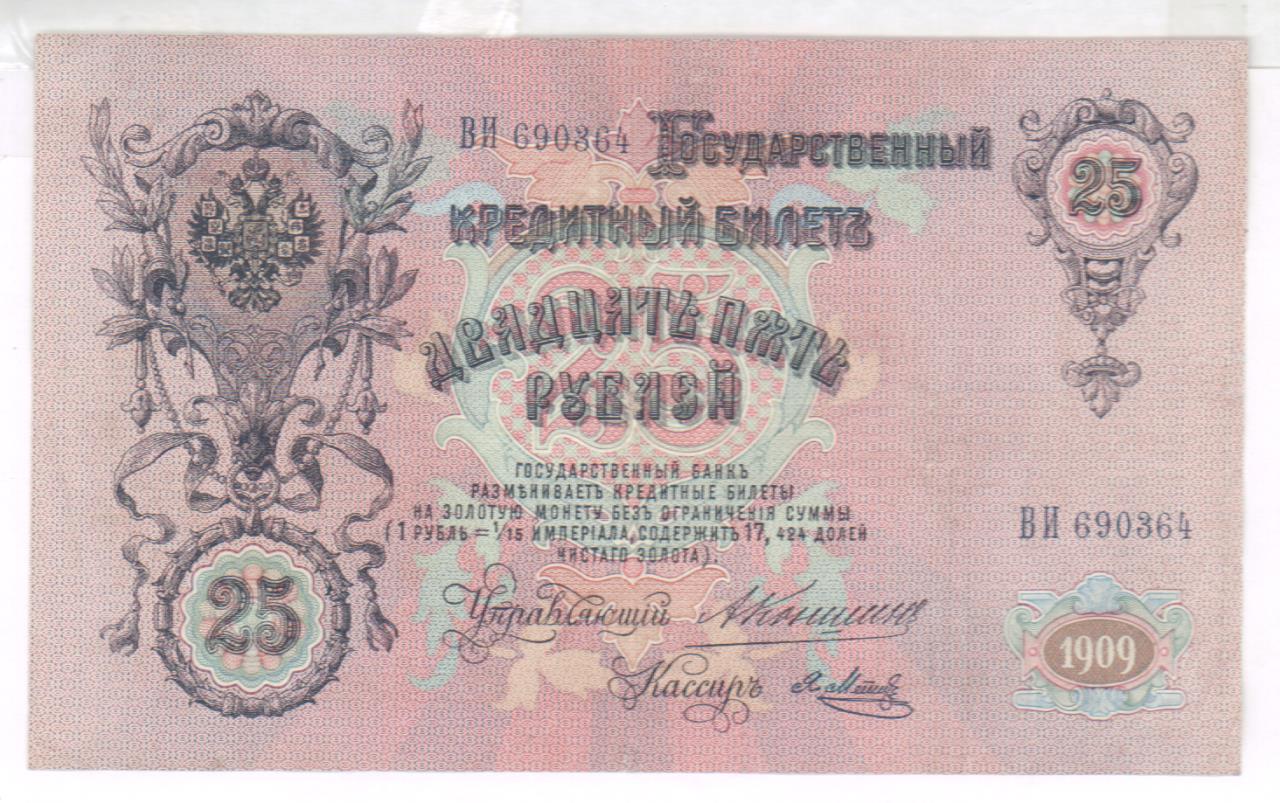 ВИ 690364 Государственный
кредитный билетъ
двадцать пять
рублей
25
ГОСУДАРСТВЕННЫЙ БАНКЪ
РАЗМѢНИВАЕТЪ КРЕДИТНЫЕ БИЛЕТЫ
НА ЗОЛОТУЮ МОНЕТУ БЕЗЪ ОГРАНИЧЕНІЯ СУММЫ
(1 РУБЛЬ = 1/15 ИМПЕРІАЛА, СОДЕРЖИТЪ 17, 424 ДОЛЕЙ
ЧИСТАГО ЗОЛОТА).
ВИ 690364
Управляющій АКоншинъ
Кассиръ Я. Метц
25
25
1909